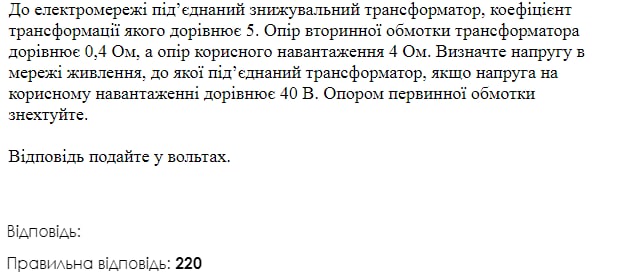 До електромережі під’єднаний знижувальний трансформатор, коефіцієнт
трансформації якого дорівнює 5. Опір вторинної обмотки трансформатора
дорівнює 0,4 Ом, а опір корисного навантаження 4 Ом. Визначте напругу в
мережі живлення, до якої під’єднаний трансформатор, якщо напруга на
корисному навантаженні дорівнює 40 В. Опором первинної обмотки
знехтуйте.
Відповідь подайте у вольтах.
Відповідь:
Правильна відповідь: 220